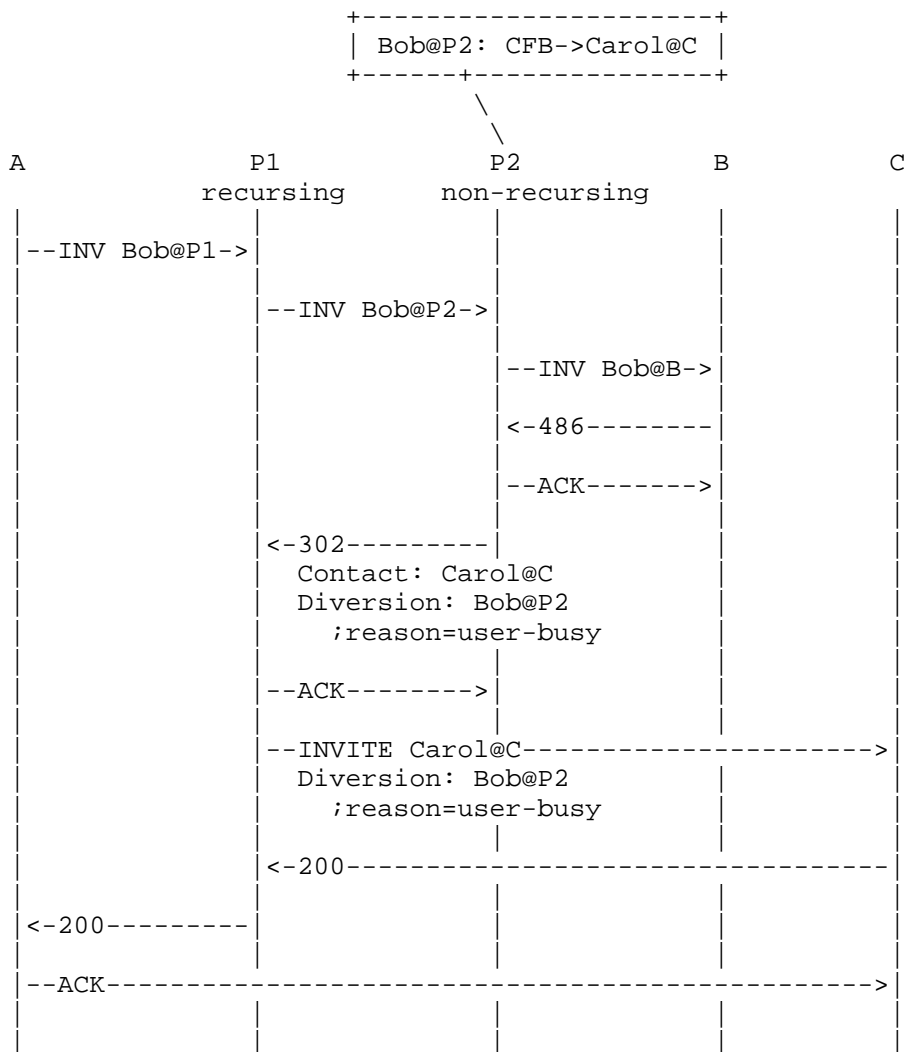 +----------------------+
| Bob@P2: CFB->Carol@C |
+------+---------------+
\
\
A P1 P2 B C
recursing non-recursing
| | | | |
|--INV Bob@P1->| | | |
| | | | |
| |--INV Bob@P2->| | |
| | | | |
| | |--INV Bob@B->| |
| | | | |
| | |<-486--------| |
| | | | |
| | |--ACK------->| |
| | | | |
| |<-302---------| | |
| | Contact: Carol@C | |
| | Diversion: Bob@P2 | |
| | ;reason=user-busy | |
| | | | |
| |--ACK-------->| | |
| | | | |
| |--INVITE Carol@C--------------------->|
| | Diversion: Bob@P2 | |
| | ;reason=user-busy | |
| | | | |
| |<-200---------------------------------|
| | | | |
|<-200---------| | | |
| | | | |
|--ACK----------------------------------------------->|
| | | | |
| | | | |